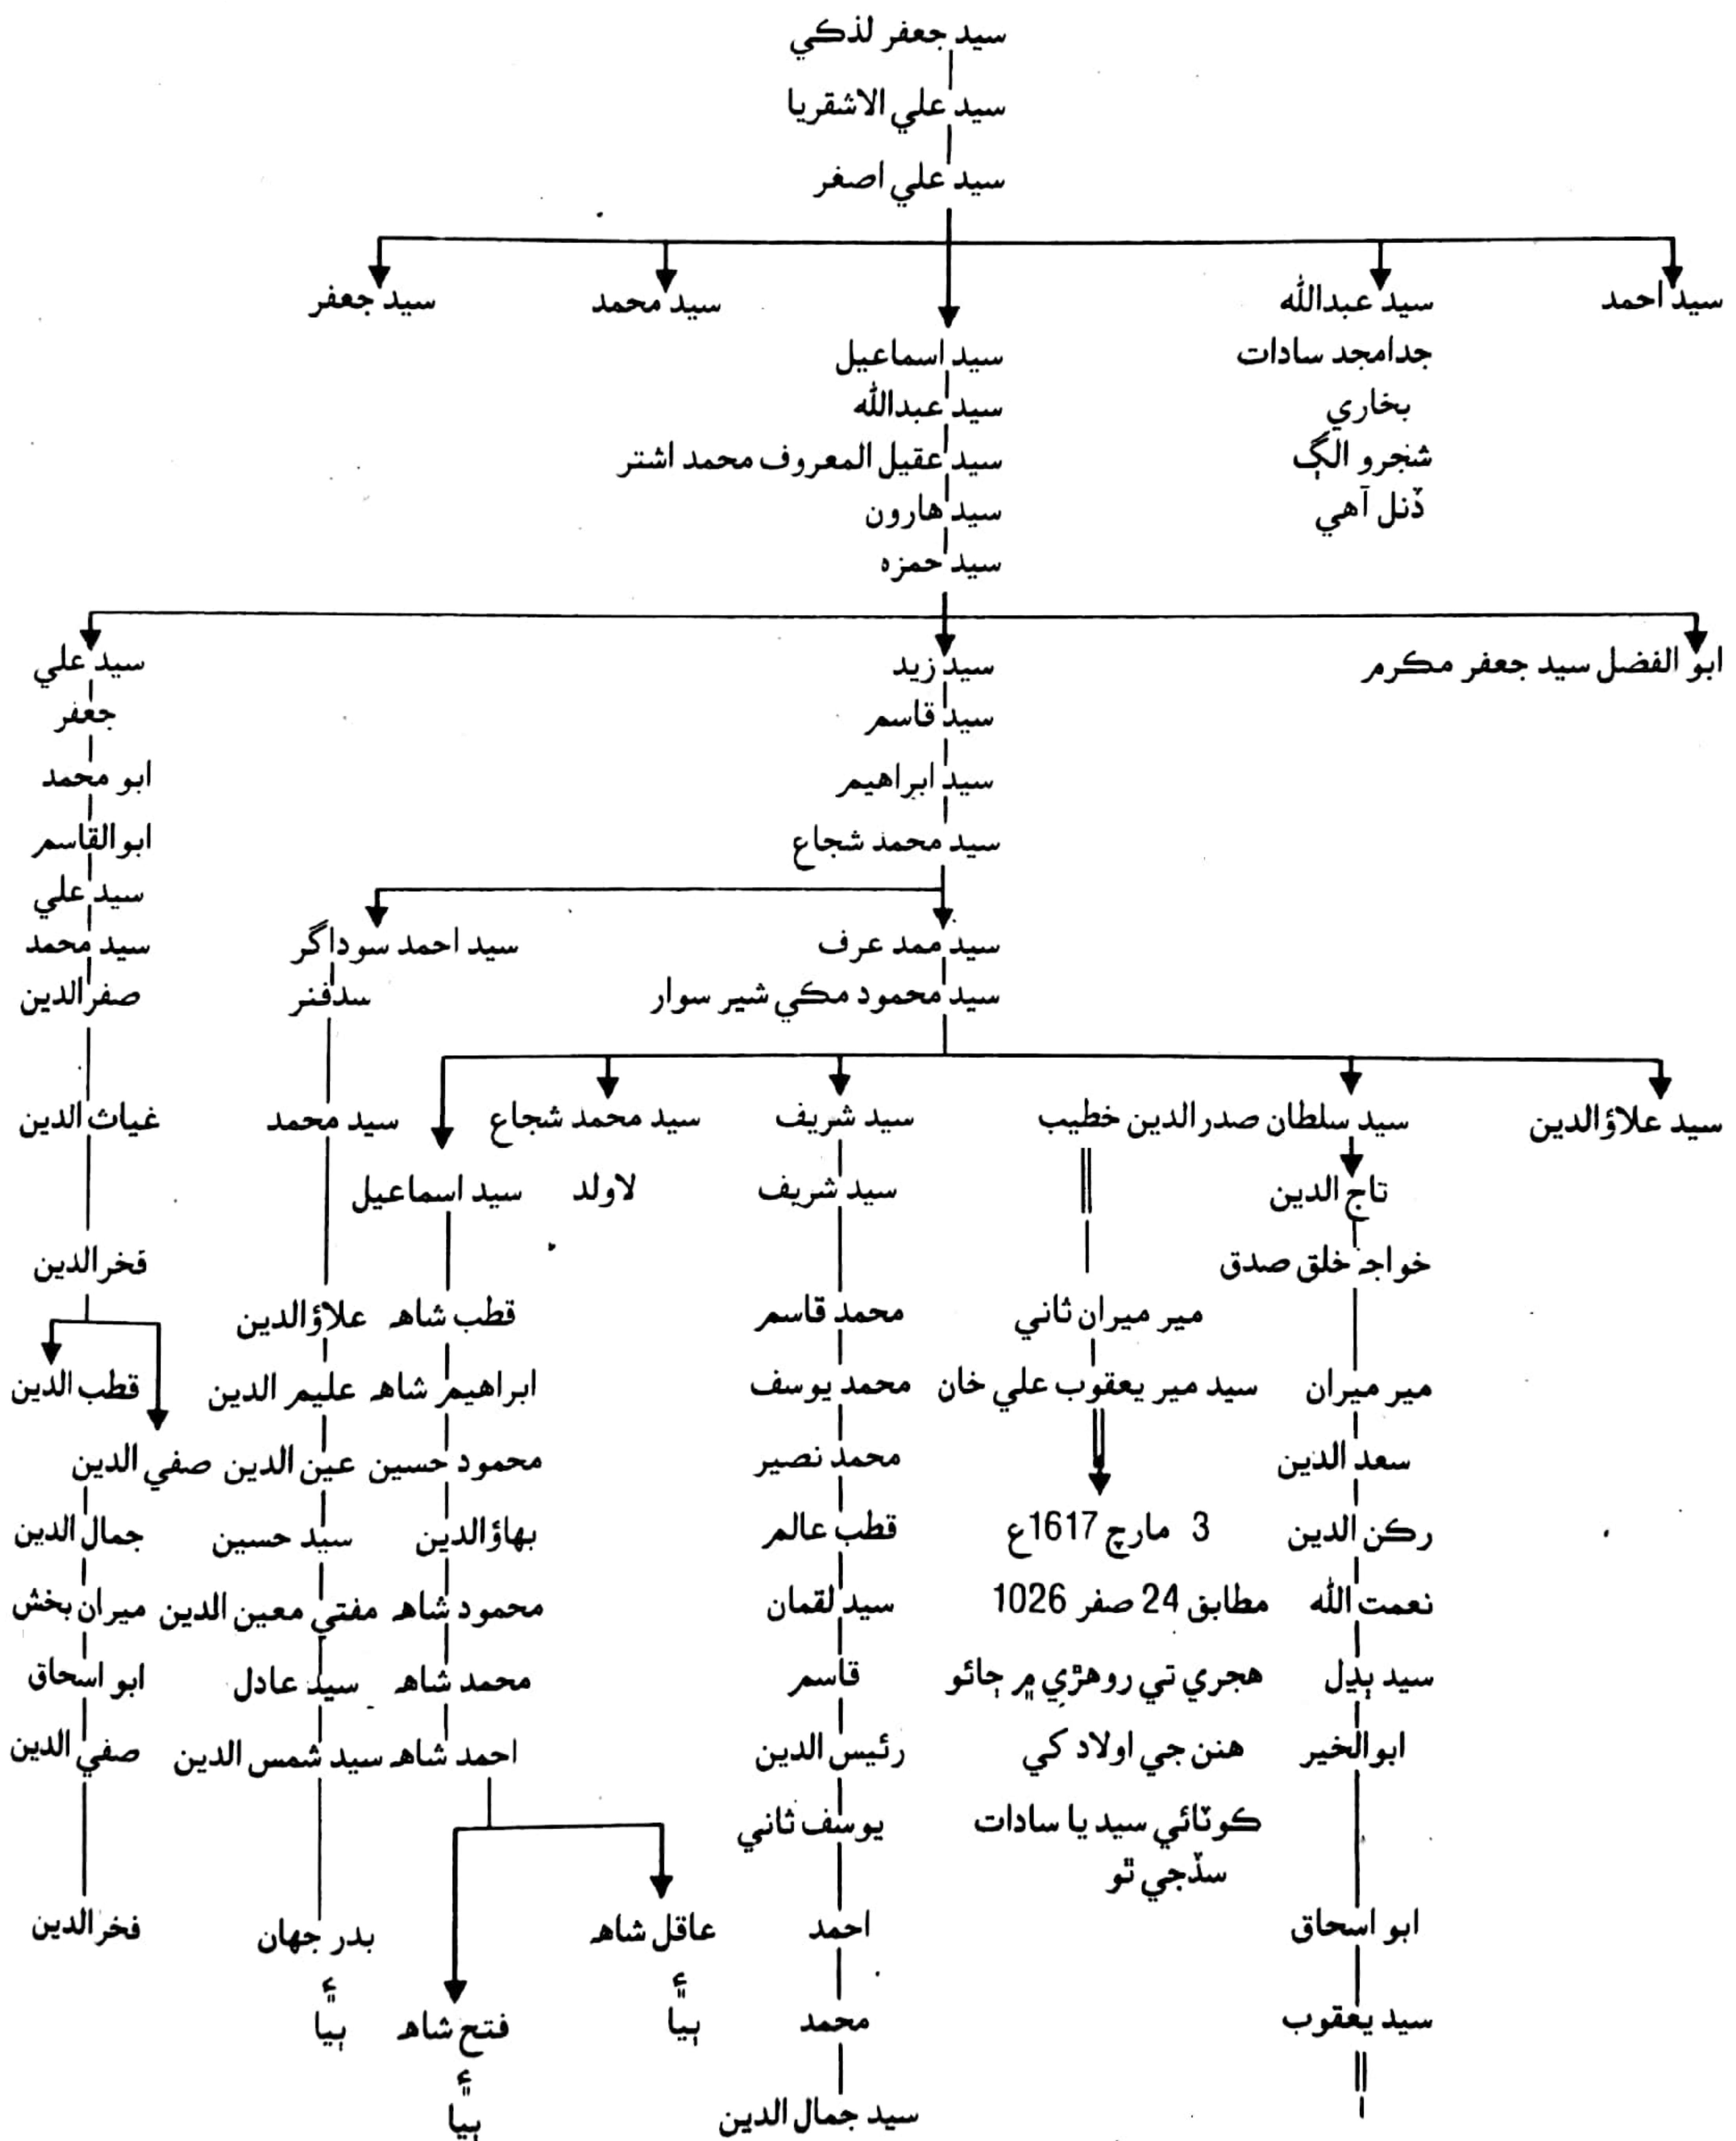 سيد جعفر لذڪي
سيد علي الاشقريا
سيد علي اصغر
سيد احمد
سيد عبدالله
سيد محمد
سيد جعفر
جدامجد سادات
بخاري
شنجرو الڳ
ڏنل آهي
سيد اسماعيل
سيد عبدالله
سيد عقيل المعروف محمد اشتر
سيد هارون
سيد حمزه
ابو الفضل سيد جعفر مڪرم
سيد زيد
سيد علي
سيد قاسم
جعفر
سيد ابراهيم
ابو محمد
سيد محمد شجاع
ابوالقاسم
سيد علي
سيد ممد عرف
سيد احمد سوداگر
سيد محمد
سيد محمود مڪي شير سوار
سدفنر
صفرالدين
سيد علاؤالدين
سيد سلطان صدر الدين خطيب
سيد شريف
سيد محمد شجاع
سيد محمد
غياث الدين
تاج الدين
سيد شريف
لاولد
سيد اسماعيل
خواجه خلق صدق
فخرالدين
مير ميران ثاني
محمد قاسم
قطب شاهه
علاؤالدين
مير ميران
سيد مير يعقوب علي خان
محمد يوسف
ابراهيم شاهه
عليم الدين
قطب الدين
سعد الدين
محمد نصير
محمود حسين
عين الدين
صفي الدين
رڪن الدين
3 مارچ 1617ع
قطب عالم
بهاؤالدين
سيد حسين
جمال الدين
نعمت الله
مطابق 24 صفر 1026
سيد لقمان
محمود شاهه
مفتي معين الدين
ميران بخش
سيد ٻڍل
هجري تي روهڙي ۾ ڄائو
قاسم
محمد شاهه
سيد عادل
ابو اسحاق
ابوالخير
هنن جي اولاد کي
رئيس الدين
احمد شاهه
سيد شمس الدين
صفي الدين
ڪوٽائي سيد يا سادات
يوسف ثاني
سڏجي ٿو
ابو اسحاق
احمد
عاقل شاهه
بدر جهان
فخرالدين
۽
۽
سيد يعقوب
محمد
ٻيا
فتح شاهه
ٻيا
۽
سيد جمال الدين
ٻيا